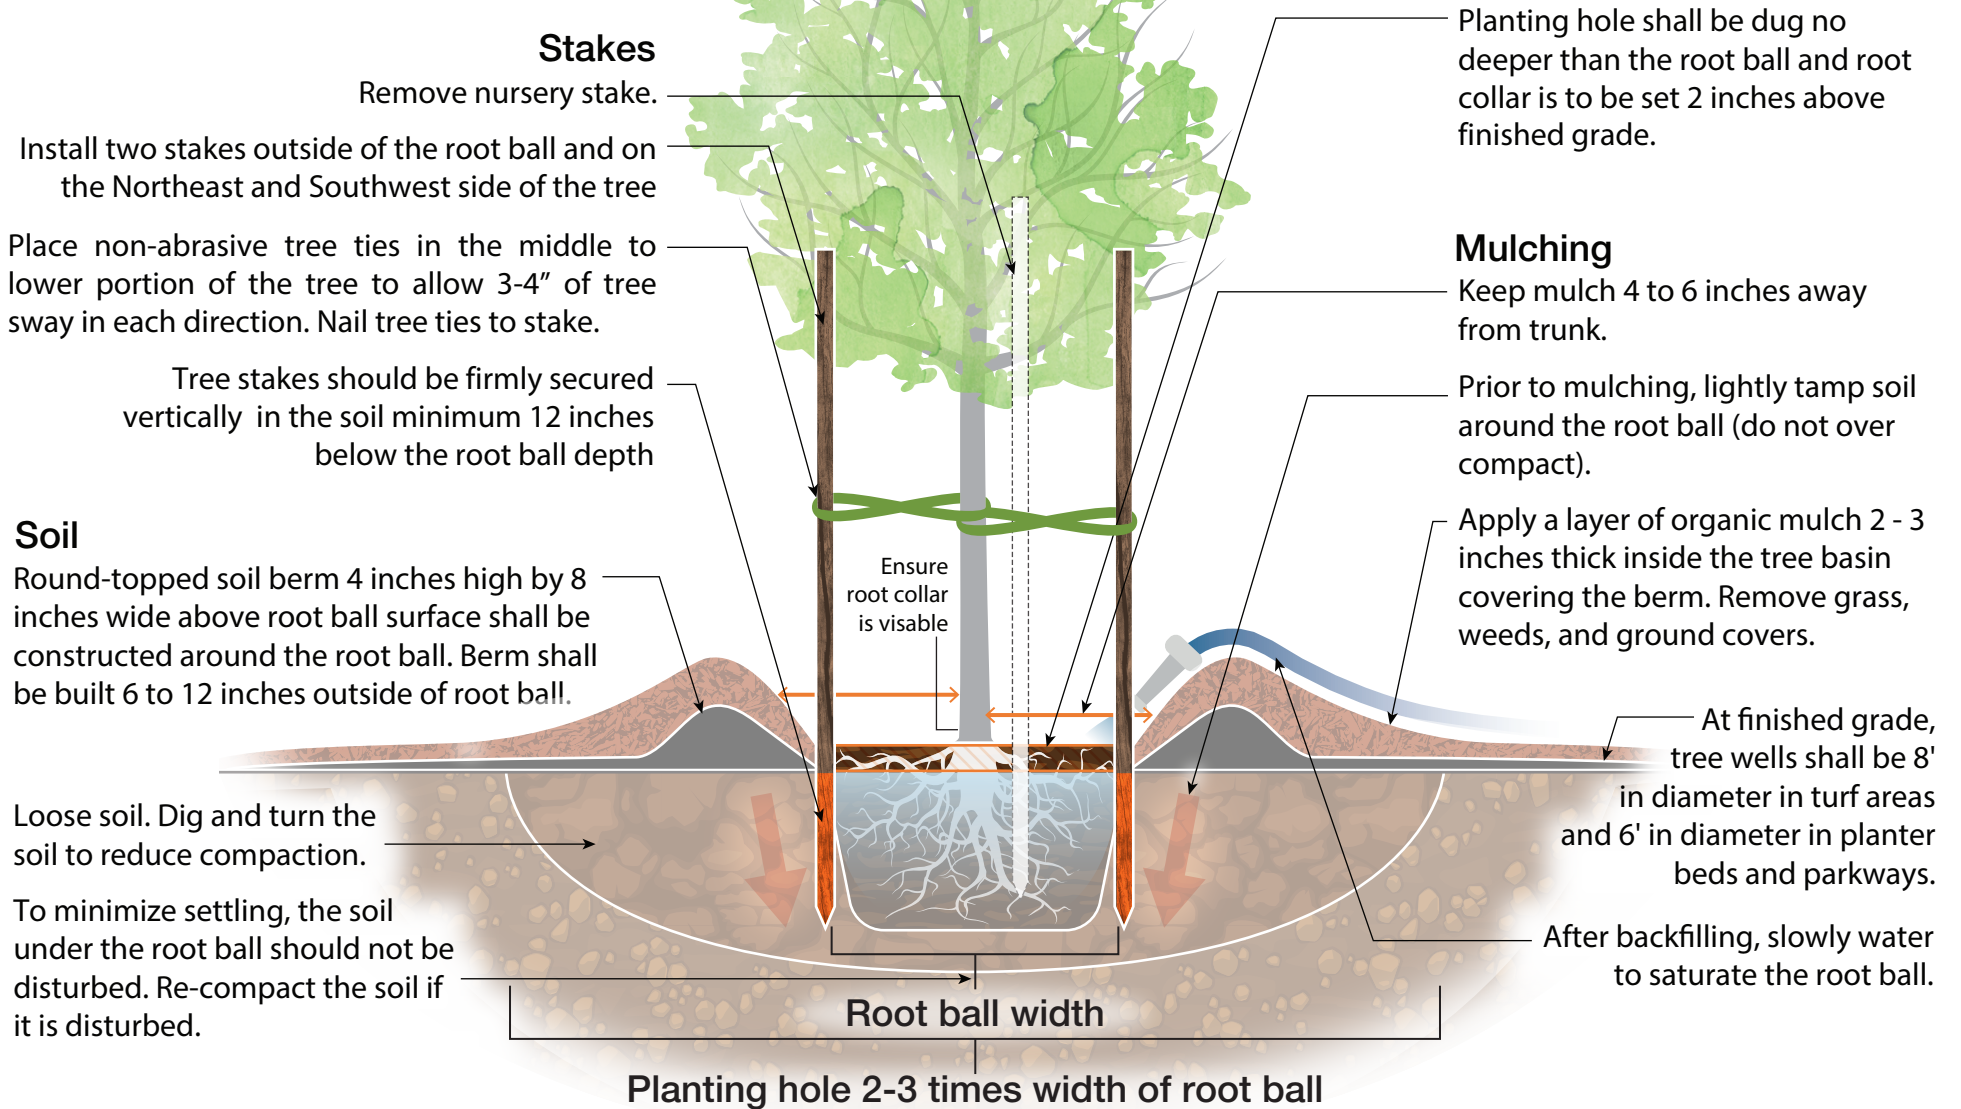 Stakes
Remove nursery stake.
Install two stakes outside of the root ball and on
the Northeast and Southwest side of the tree
Place non-abrasive tree ties in the middle to
lower portion of the tree to allow 3-4” of tree
sway in each direction. Nail tree ties to stake.
Tree stakes should be firmly secured
vertically in the soil minimum 12 inches
below the root ball depth
Soil
Round-topped soil berm 4 inches high by 8
inches wide above root ball surface shall be
constructed around the root ball. Berm shall
be built 6 to 12 inches outside of root ball.
Loose soil. Dig and turn the
soil to reduce compaction.
To minimize settling, the soil
under the root ball should not be
disturbed. Re-compact the soil if
it is disturbed.
Ensure
root collar
is visable
Root ball width
Planting hole 2-3 times width of root ball
Planting hole shall be dug no
deeper than the root ball and root
collar is to be set 2 inches above
finished grade.
Mulching
Keep mulch 4 to 6 inches away
from trunk.
Prior to mulching, lightly tamp soil
around the root ball (do not over
compact).
Apply a layer of organic mulch 2 - 3
inches thick inside the tree basin
covering the berm. Remove grass,
weeds, and ground covers.
At finished grade,
tree wells shall be 8'
in diameter in turf areas
and 6' in diameter in planter
beds and parkways.
After backfilling, slowly water
to saturate the root ball.